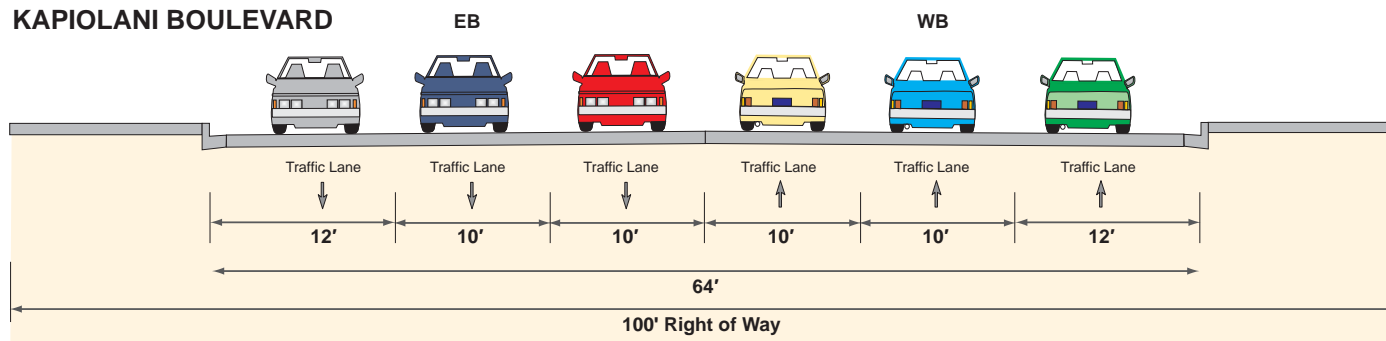 KAPIOLANI BOULEVARD EB WB
Traffic Lane Traffic Lane Traffic Lane Traffic Lane Traffic Lane Traffic Lane
12′ 10′ 10′ 10′ 10′ 12′
64′
100' Right of Way